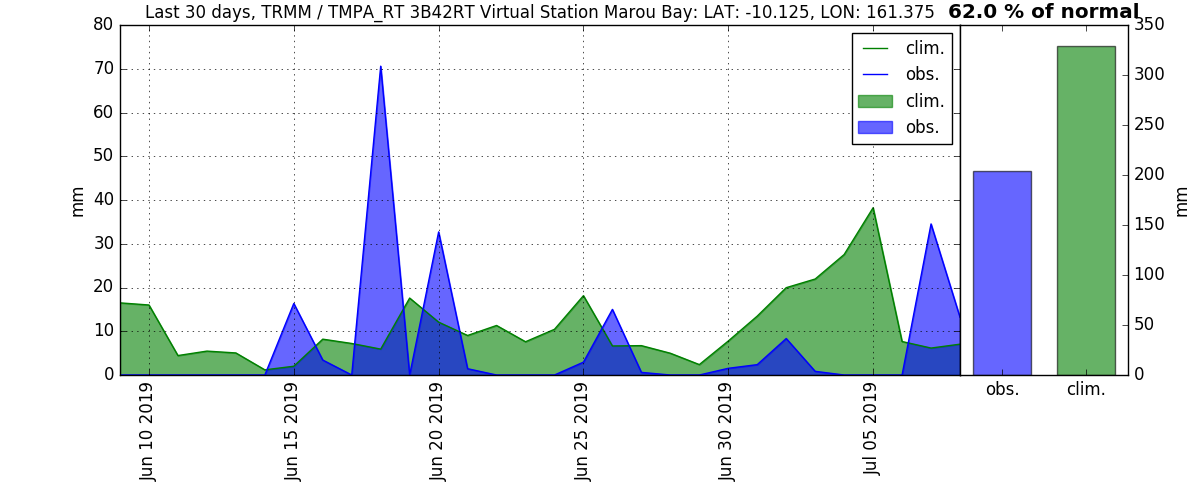 Last 30 days, TRMM / TMPA_RT 3B42RT Virtual Station Marou Bay: LAT: -10.125, LON: 161.375
62.0 % of normal
80
70
60
50
40
30
20
10
0
mm
clim.
obs.
clim.
obs.
Jun 10 2019
Jun 15 2019
Jun 20 2019
Jun 25 2019
Jun 30 2019
Jul 05 2019
350
300
250
200
150
100
50
0
mm
obs.
clim.